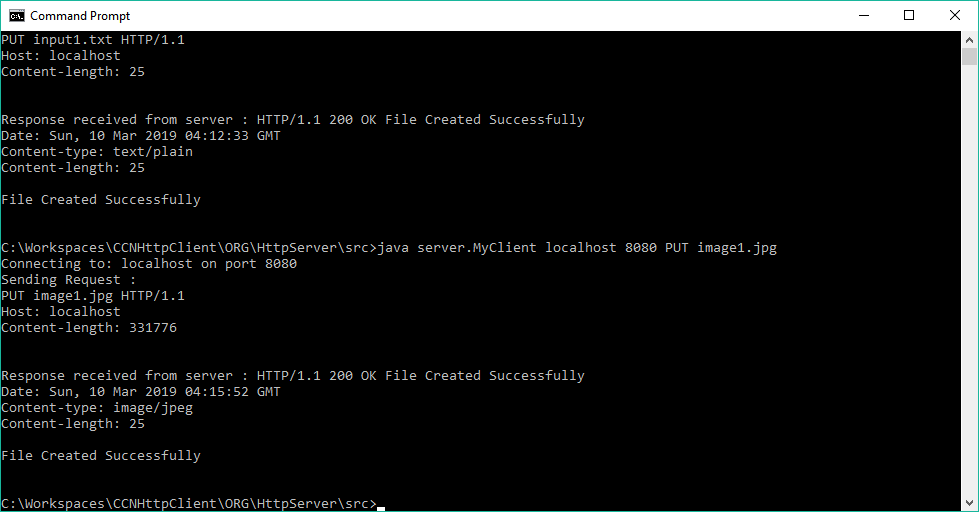 Command Prompt
PUT input1.txt HTTP/1.1
Host: localhost
Content-length: 25
Response received from server : HTTP/1.1 200 OK File Created Successfully
Date: Sun, 10 Mar 2019 04:12:33 GMT
Content-type: text/plain
Content-length: 25
File Created Successfully
C:\Workspaces\CCNHttpClient\ORG\HttpServer\src>java server.MyClient localhost 8080 PUT image1.jpg
Connecting to: localhost on port 8080
Sending Request :
PUT image1.jpg HTTP/1.1
Host: localhost
Content-length: 331776
Response received from server : HTTP/1.1 200 OK File Created Successfully
Date: Sun, 10 Mar 2019 04:15:52 GMT
Content-type: image/jpeg
Content-length: 25
File Created Successfully
C:\Workspaces\CCNHttpClient\ORG\HttpServer\src>